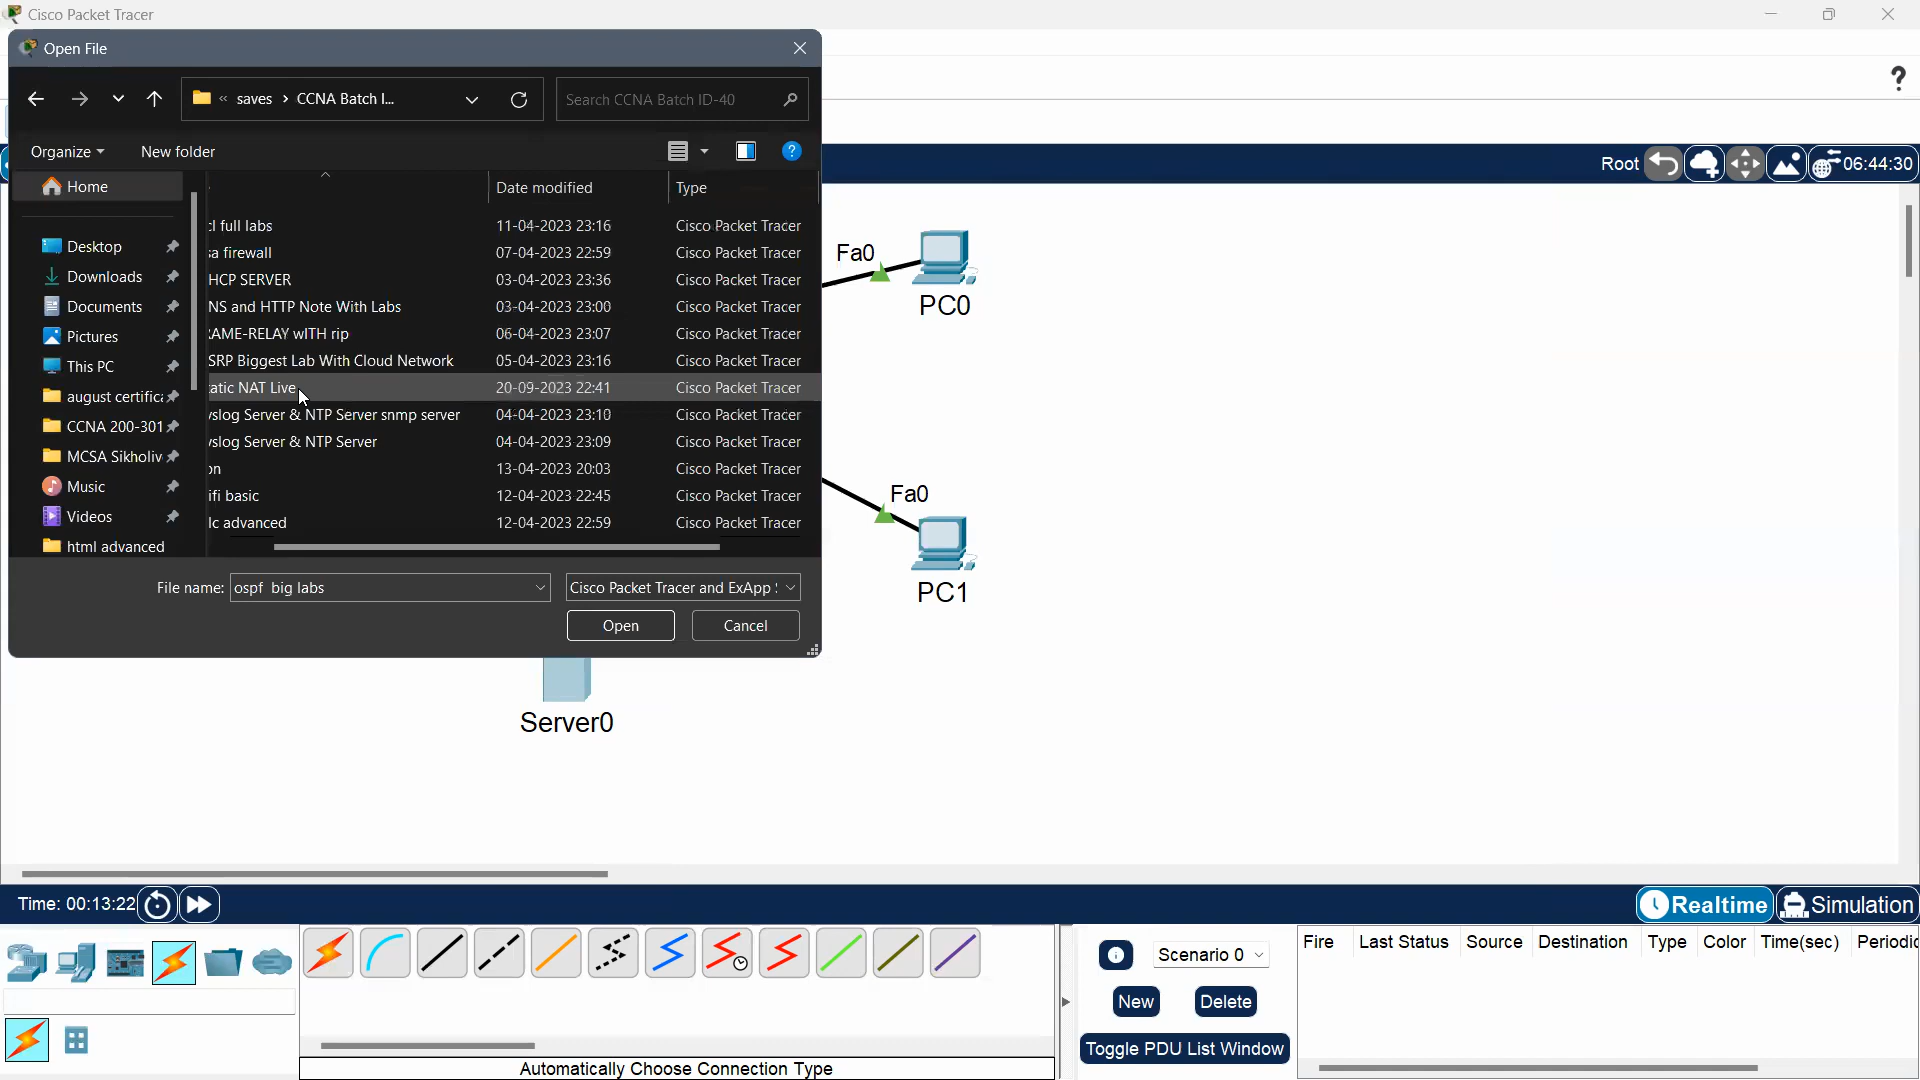 Cisco Packet Tracer
Open File
« saves > CCNA Batch I...
Search CCNA Batch ID-40
Organize
New folder
Home
Desktop
Downloads
Documents
Pictures
This PC
august certific
CCNA 200-301
MCSA Sikholiv
Music
Videos
html advanced
Date modified
Type
cl full labs 11-04-2023 23:16 Cisco Packet Tracer
sa firewall 07-04-2023 22:59 Cisco Packet Tracer
HCP SERVER 03-04-2023 23:36 Cisco Packet Tracer
NS and HTTP Note With Labs 03-04-2023 23:00 Cisco Packet Tracer
AME-RELAY wITH rip 06-04-2023 23:07 Cisco Packet Tracer
SRP Biggest Lab With Cloud Network 05-04-2023 23:16 Cisco Packet Tracer
atic NAT Live 20-09-2023 22:41 Cisco Packet Tracer
yslog Server & NTP Server snmp server 04-04-2023 23:10 Cisco Packet Tracer
yslog Server & NTP Server 04-04-2023 23:09 Cisco Packet Tracer
pn 13-04-2023 20:03 Cisco Packet Tracer
ifi basic 12-04-2023 22:45 Cisco Packet Tracer
lc advanced 12-04-2023 22:59 Cisco Packet Tracer
File name: ospf big labs
Cisco Packet Tracer and ExApp
Open
Cancel
?
Root
06:44:30
Fa0
PC0
Fa0
PC1
Server0
Time: 00:13:22
Realtime
Simulation
Automatically Choose Connection Type
Scenario 0
New
Delete
Toggle PDU List Window
Fire Last Status Source Destination Type Color Time(sec) Periodic